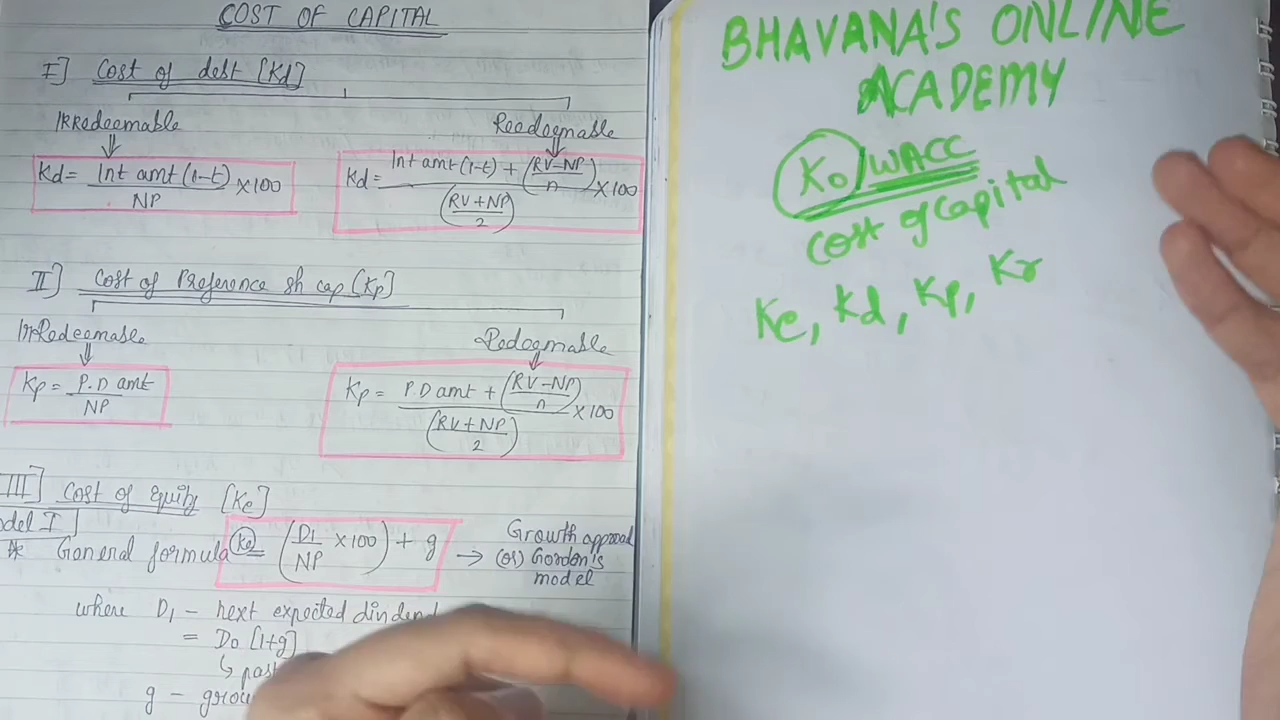 COST OF CAPITAL
I] Cost of debt [Kd]
IRRedeemable
Reedeemable
Kd = Int amt (1-t) / NP × 100
Kd = Int amt (1-t) + (RV-NP / n) / (RV+NP / 2) × 100
II] Cost of Preference sh cap [Kp]
IrrRedeemable
Redeemable
Kp = P.D amt / NP
Kp = P.D amt + (RV-NP / n) / (RV+NP / 2) × 100
III] Cost of Equity [Ke]
odel I]
* General formula Ke = (D1 / NP × 100) + g → Growth approach
(or) Gordon's
model
where D1 - next expected dividend
= D0 [1+g]
↳ past
g - grow
BHAVANA'S ONLINE
ACADEMY
Ko/WACC
Cost of Capital
Ke, Kd, Kp, Kr